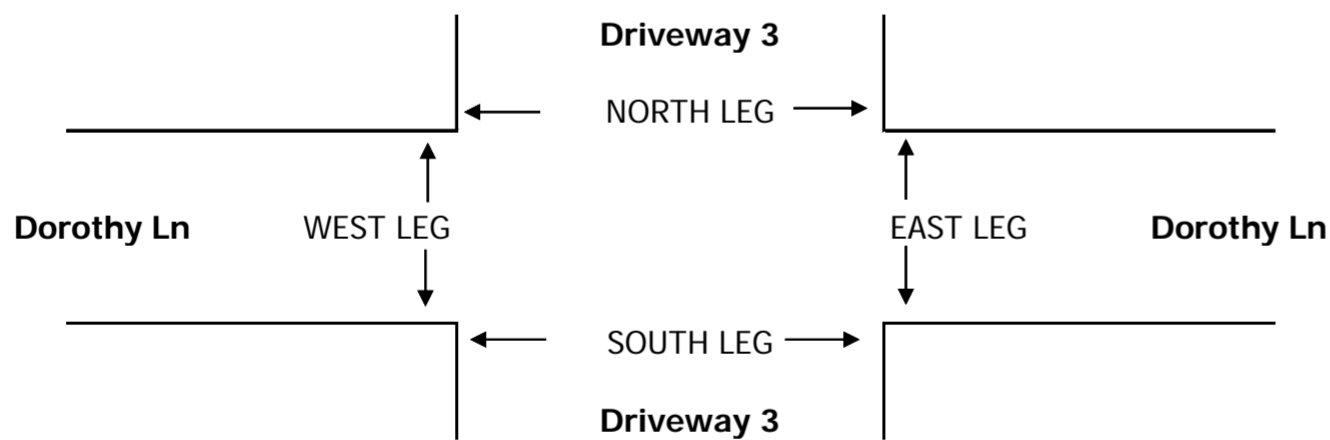 Driveway 3
NORTH LEG
Dorothy Ln WEST LEG EAST LEG Dorothy Ln
SOUTH LEG
Driveway 3